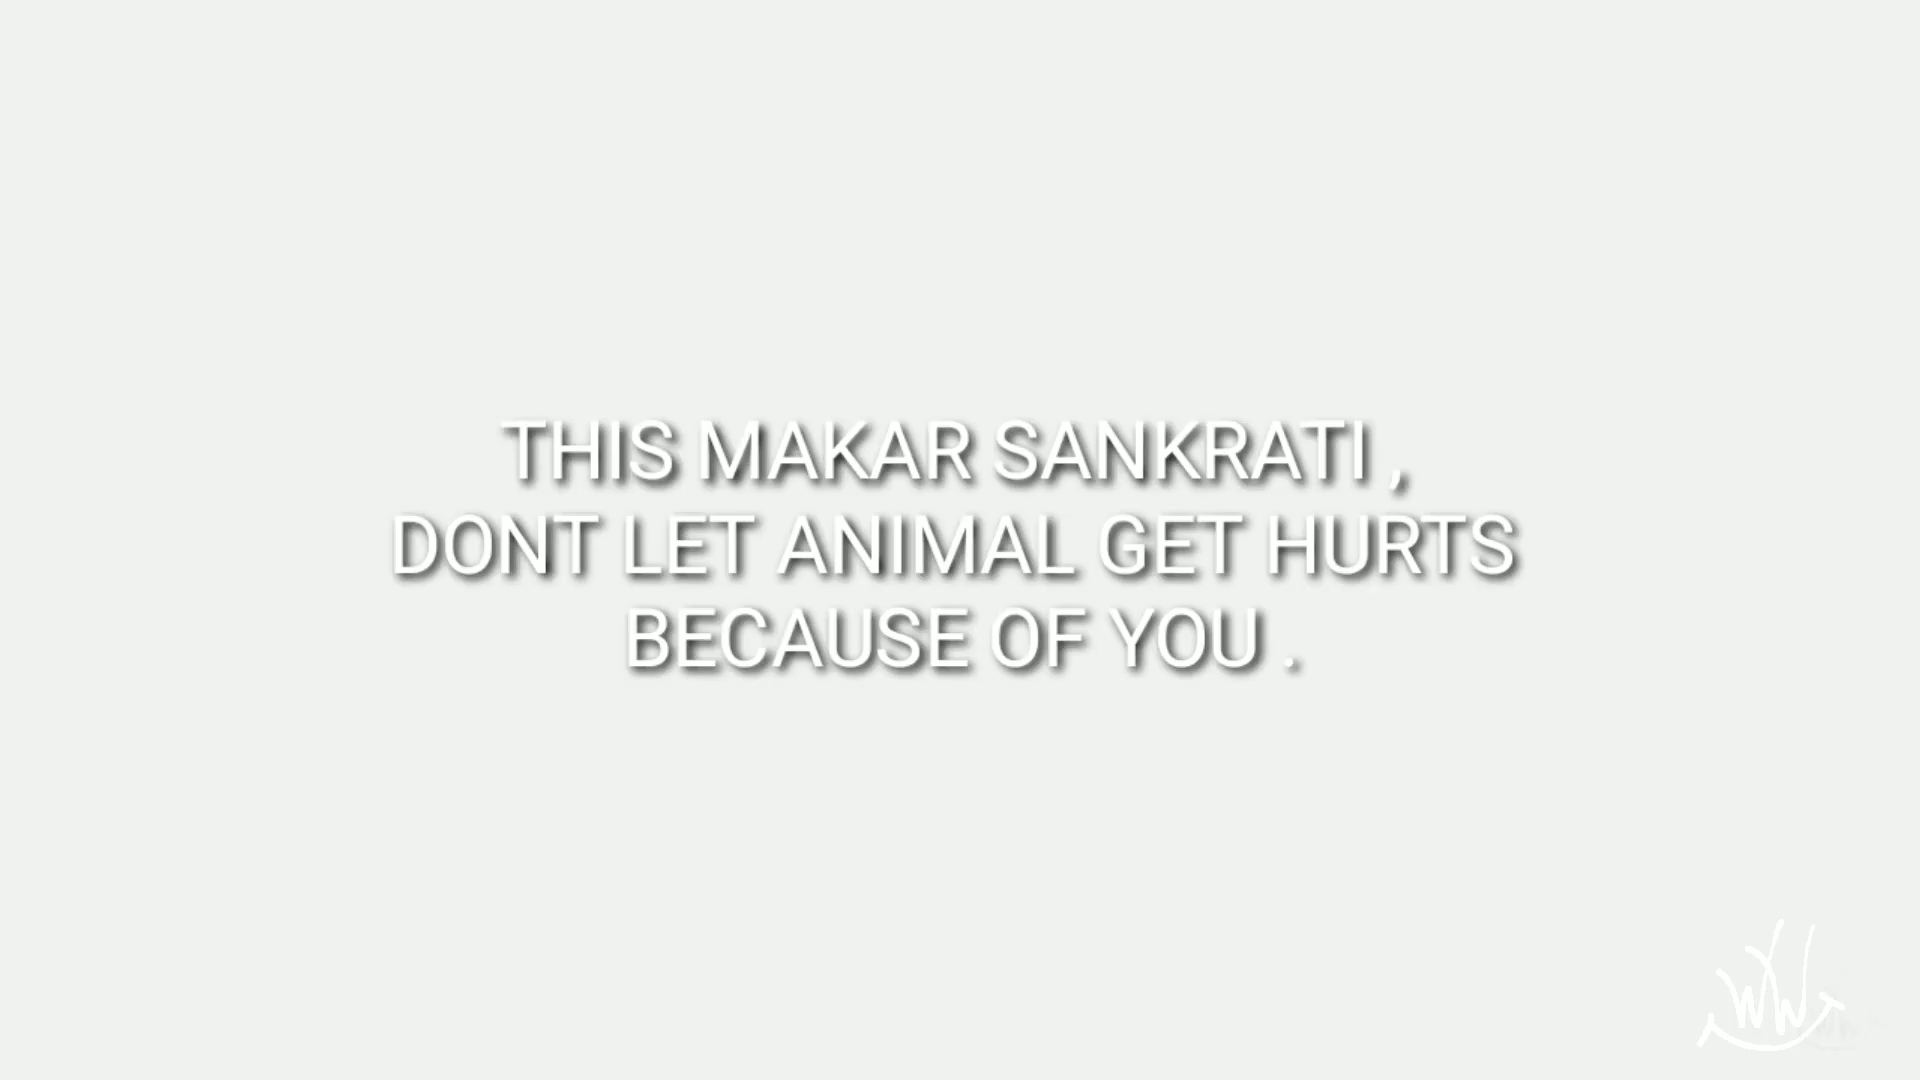 THIS MAKAR SANKRATI ,
DONT LET ANIMAL GET HURTS
BECAUSE OF YOU .